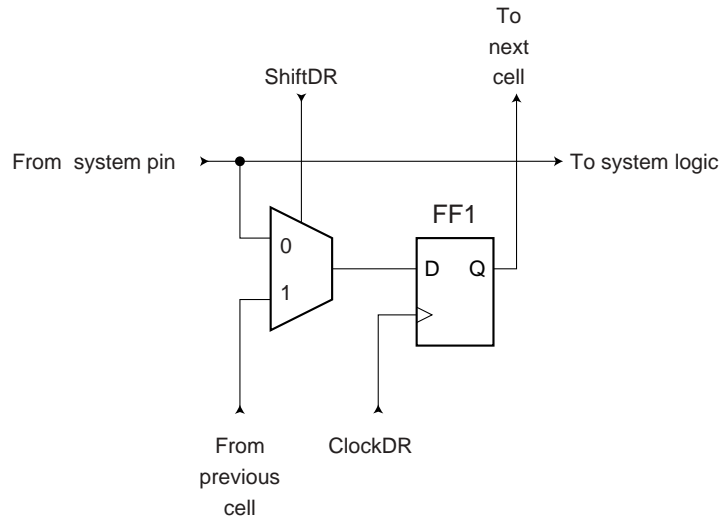 To
next
cell
ShiftDR
From system pin
To system logic
FF1
0
D Q
1
From
previous
cell
ClockDR